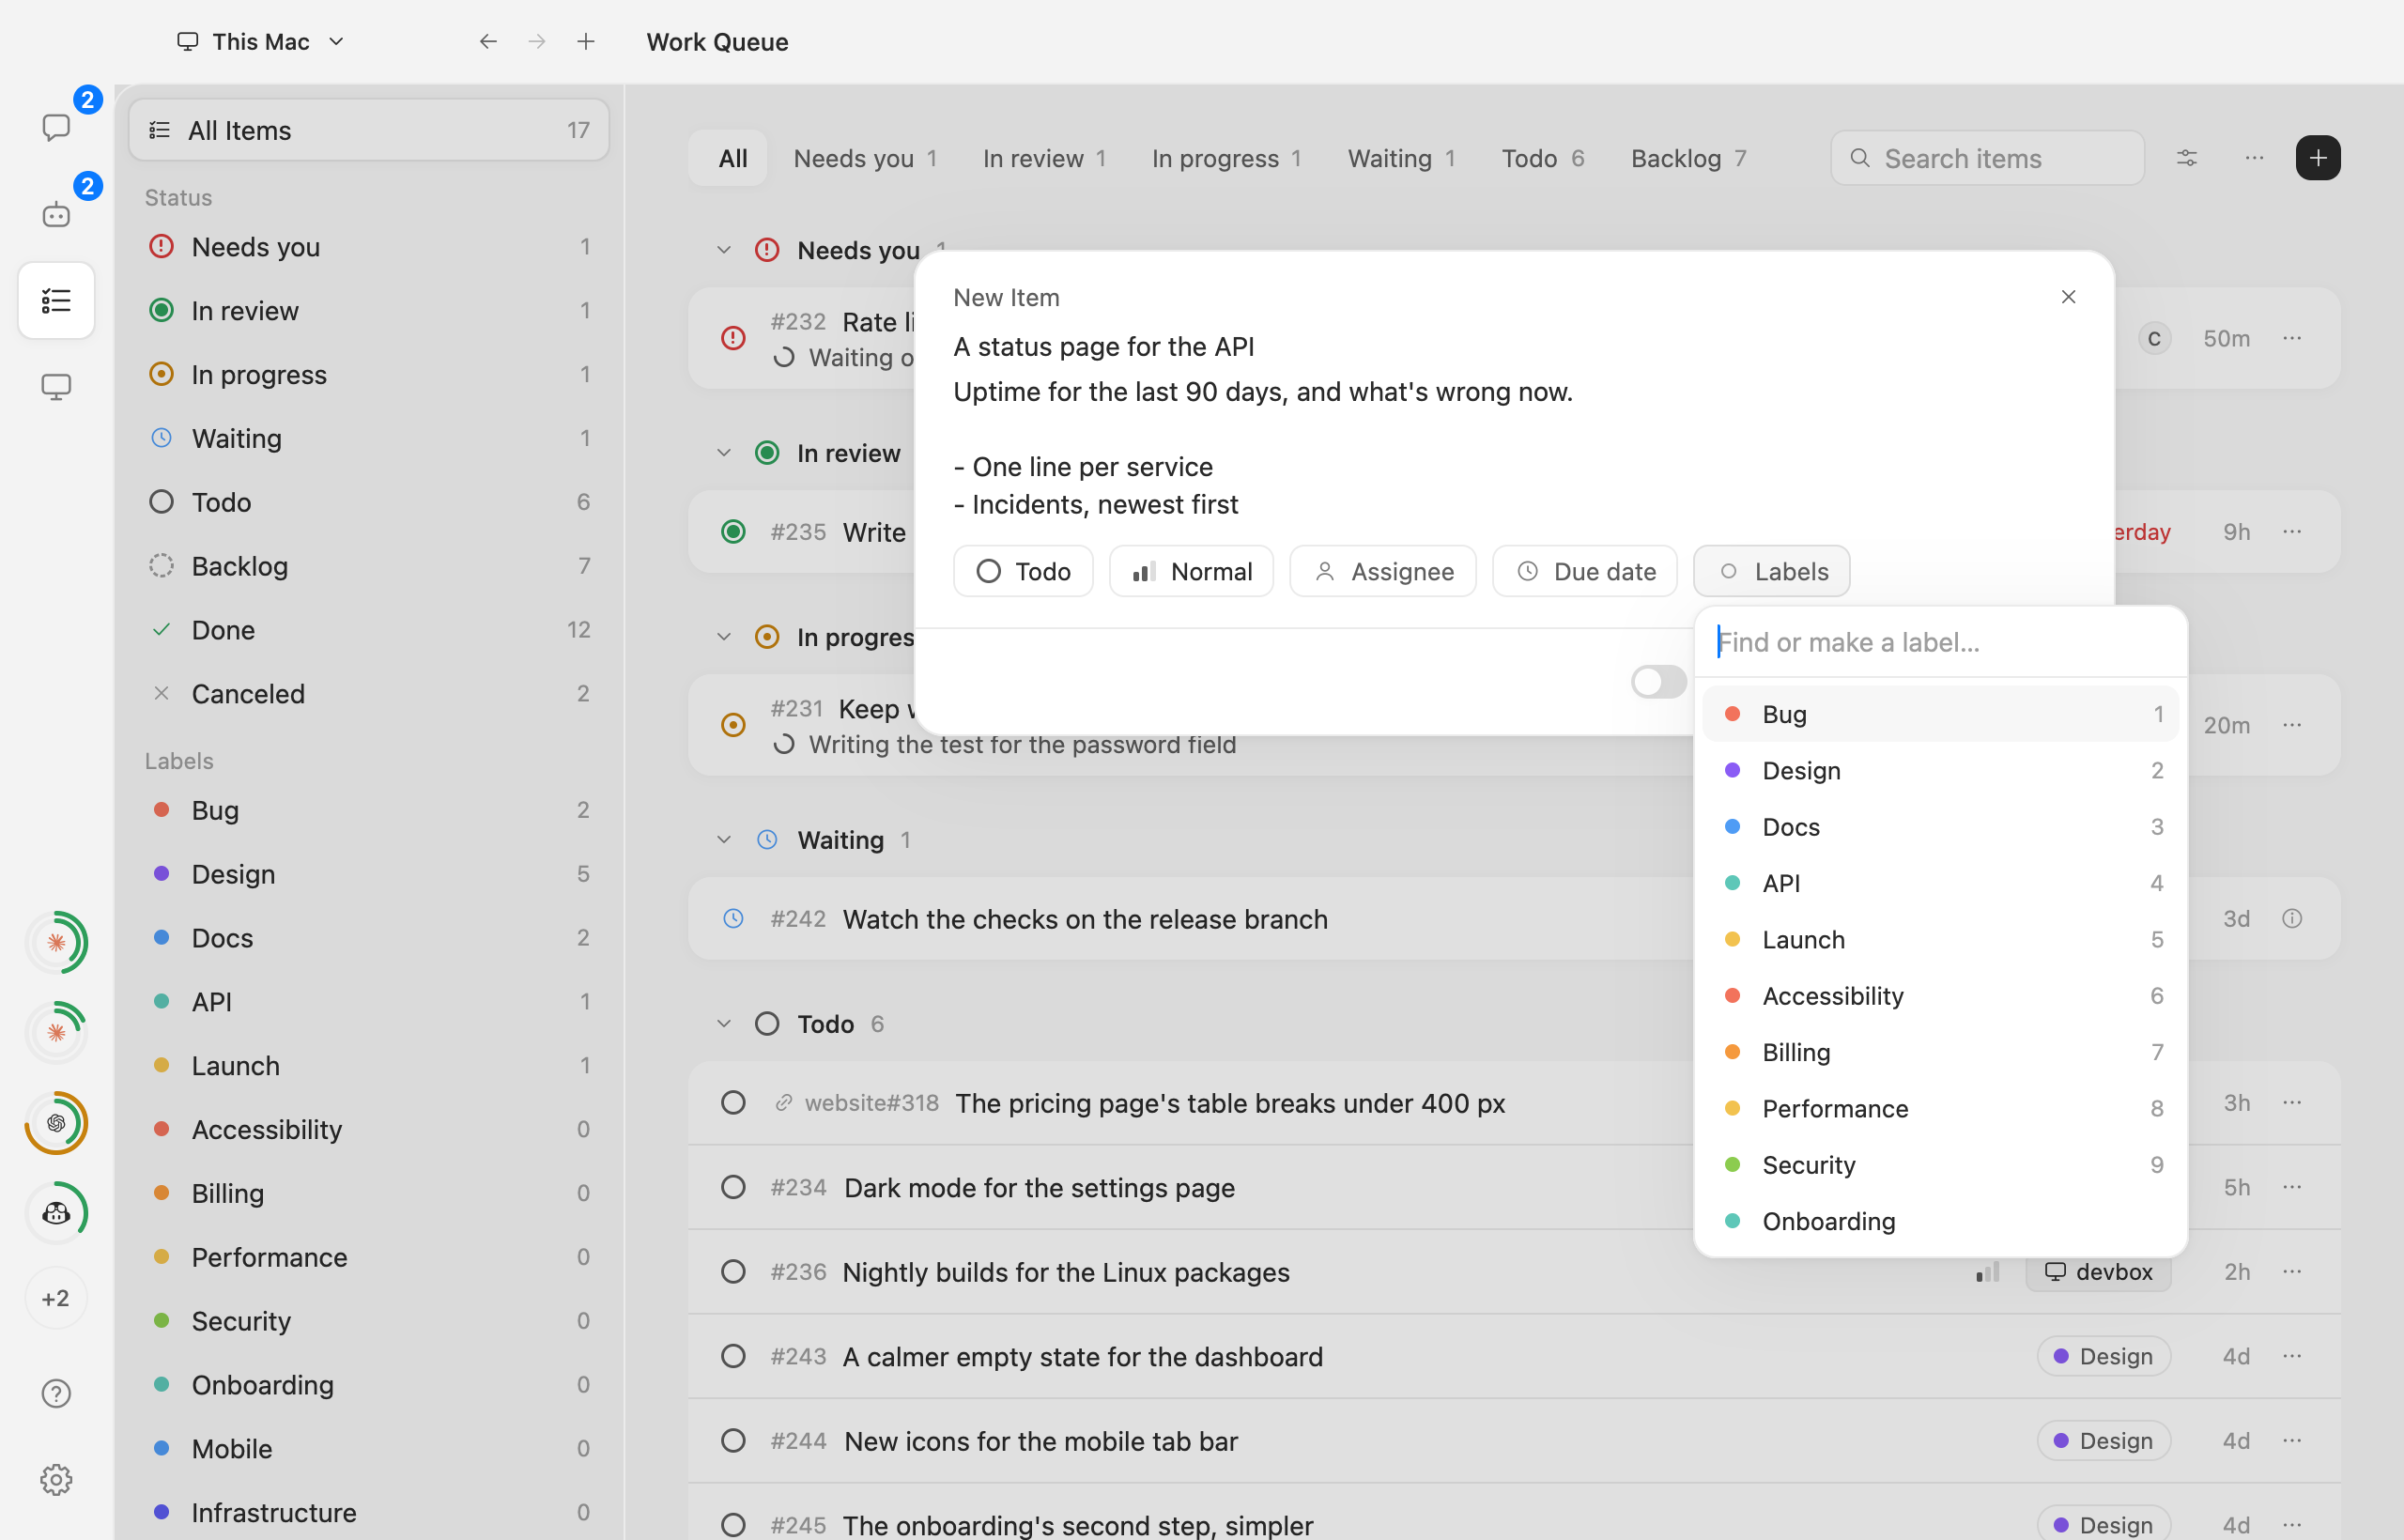 This Mac
Work Queue
2
2
All Items 17
Status
Needs you 1
In review 1
In progress 1
Waiting 1
Todo 6
Backlog 7
Done 12
Canceled 2
Labels
Bug 2
Design 5
Docs 2
API 1
Launch 1
Accessibility 0
Billing 0
Performance 0
Security 0
Onboarding 0
Mobile 0
Infrastructure 0
+2
All
Needs you 1
In review 1
In progress 1
Waiting 1
Todo 6
Backlog 7
Search items
Needs you
#232 Rate
Waiting
C 50m
In review
#235 Write
erday 9h
In progres
#231 Keep
Writing the test for the password field
20m
Waiting 1
#242 Watch the checks on the release branch
3d
Todo 6
website#318 The pricing page's table breaks under 400 px
3h
#234 Dark mode for the settings page
5h
#236 Nightly builds for the Linux packages
devbox 2h
#243 A calmer empty state for the dashboard
Design 4d
#244 New icons for the mobile tab bar
Design 4d
#245 The onboarding's second step, simpler
Design 4d
New Item
A status page for the API
Uptime for the last 90 days, and what's wrong now.
- One line per service
- Incidents, newest first
Todo
Normal
Assignee
Due date
Labels
Find or make a label...
Bug 1
Design 2
Docs 3
API 4
Launch 5
Accessibility 6
Billing 7
Performance 8
Security 9
Onboarding